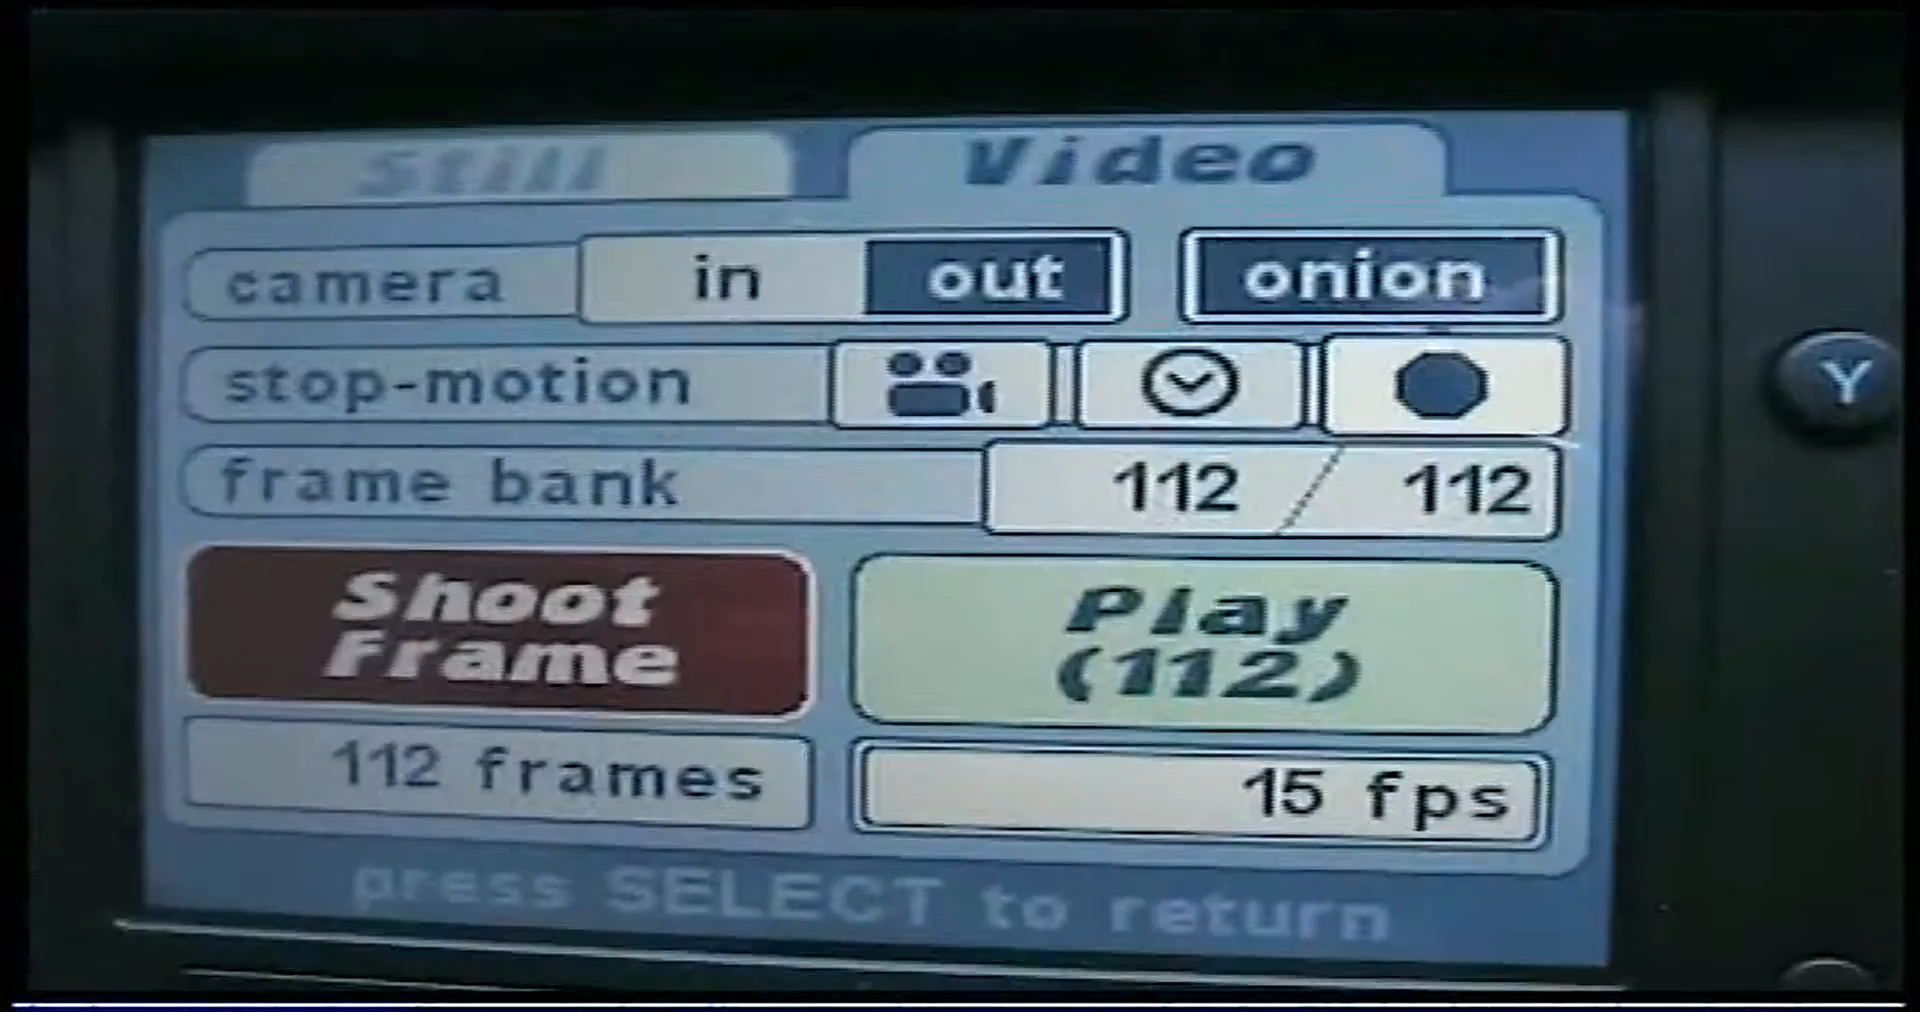 Still Video
camera in out onion
stop-motion
frame bank 112 / 112
Shoot
Frame
Play
(112)
112 frames 15 fps
press SELECT to return
Y